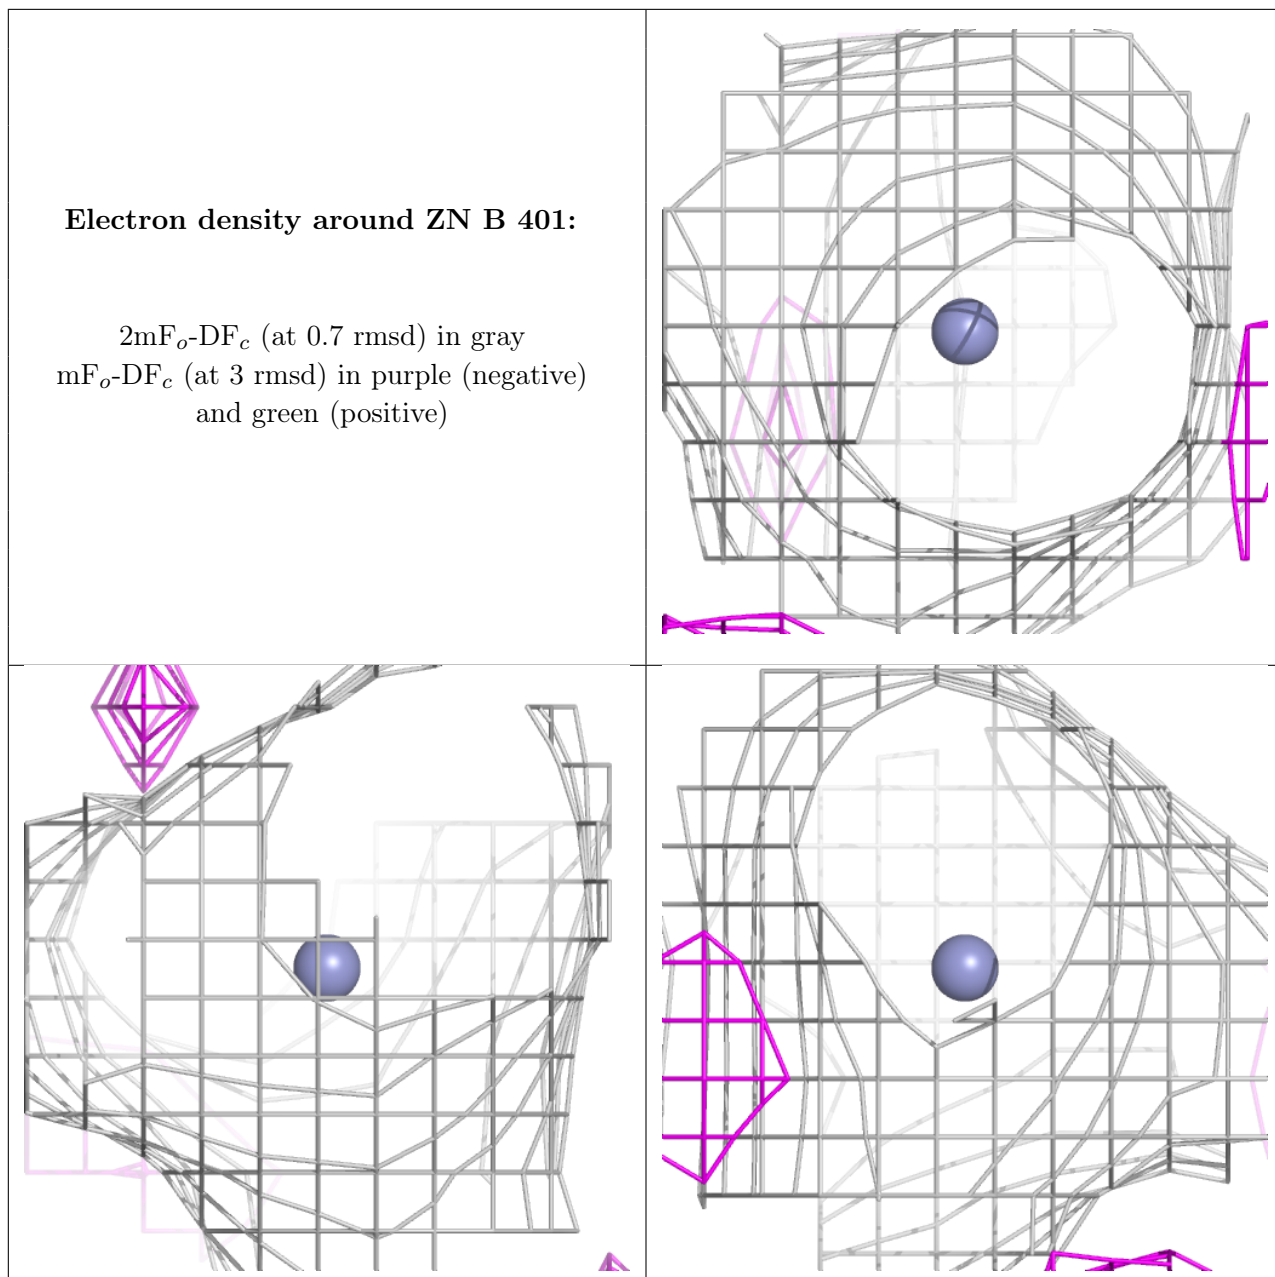 Electron density around ZN B 401:
2mFo-DFc (at 0.7 rmsd) in gray
mFo-DFc (at 3 rmsd) in purple (negative)
and green (positive)